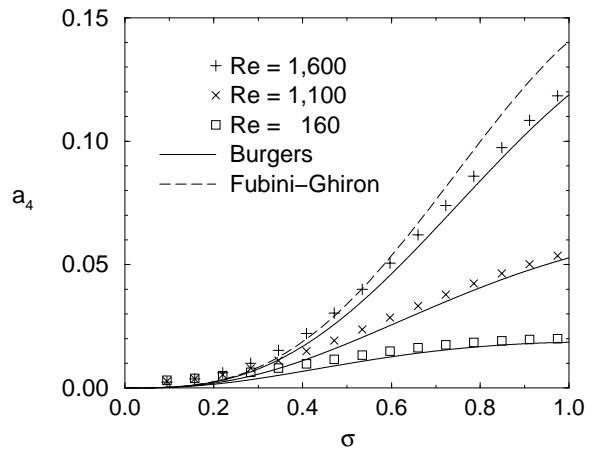 0.15
0.10
0.05
0.00
a4
+ Re = 1,600
× Re = 1,100
□ Re = 160
Burgers
Fubini−Ghiron
0.0 0.2 0.4 0.6 0.8 1.0
σ